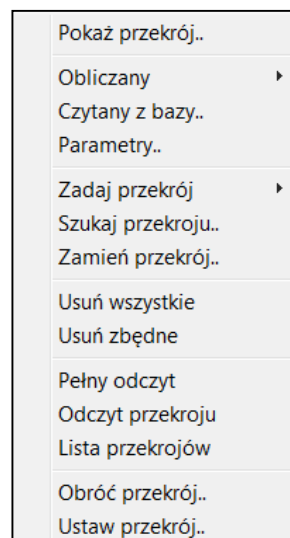 Pokaż przekrój..
Obliczany
Czytany z bazy..
Parametry..
Zadaj przekrój
Szukaj przekroju..
Zamień przekrój..
Usuń wszystkie
Usuń zbędne
Pełny odczyt
Odczyt przekroju
Lista przekrojów
Obróć przekrój..
Ustaw przekrój..